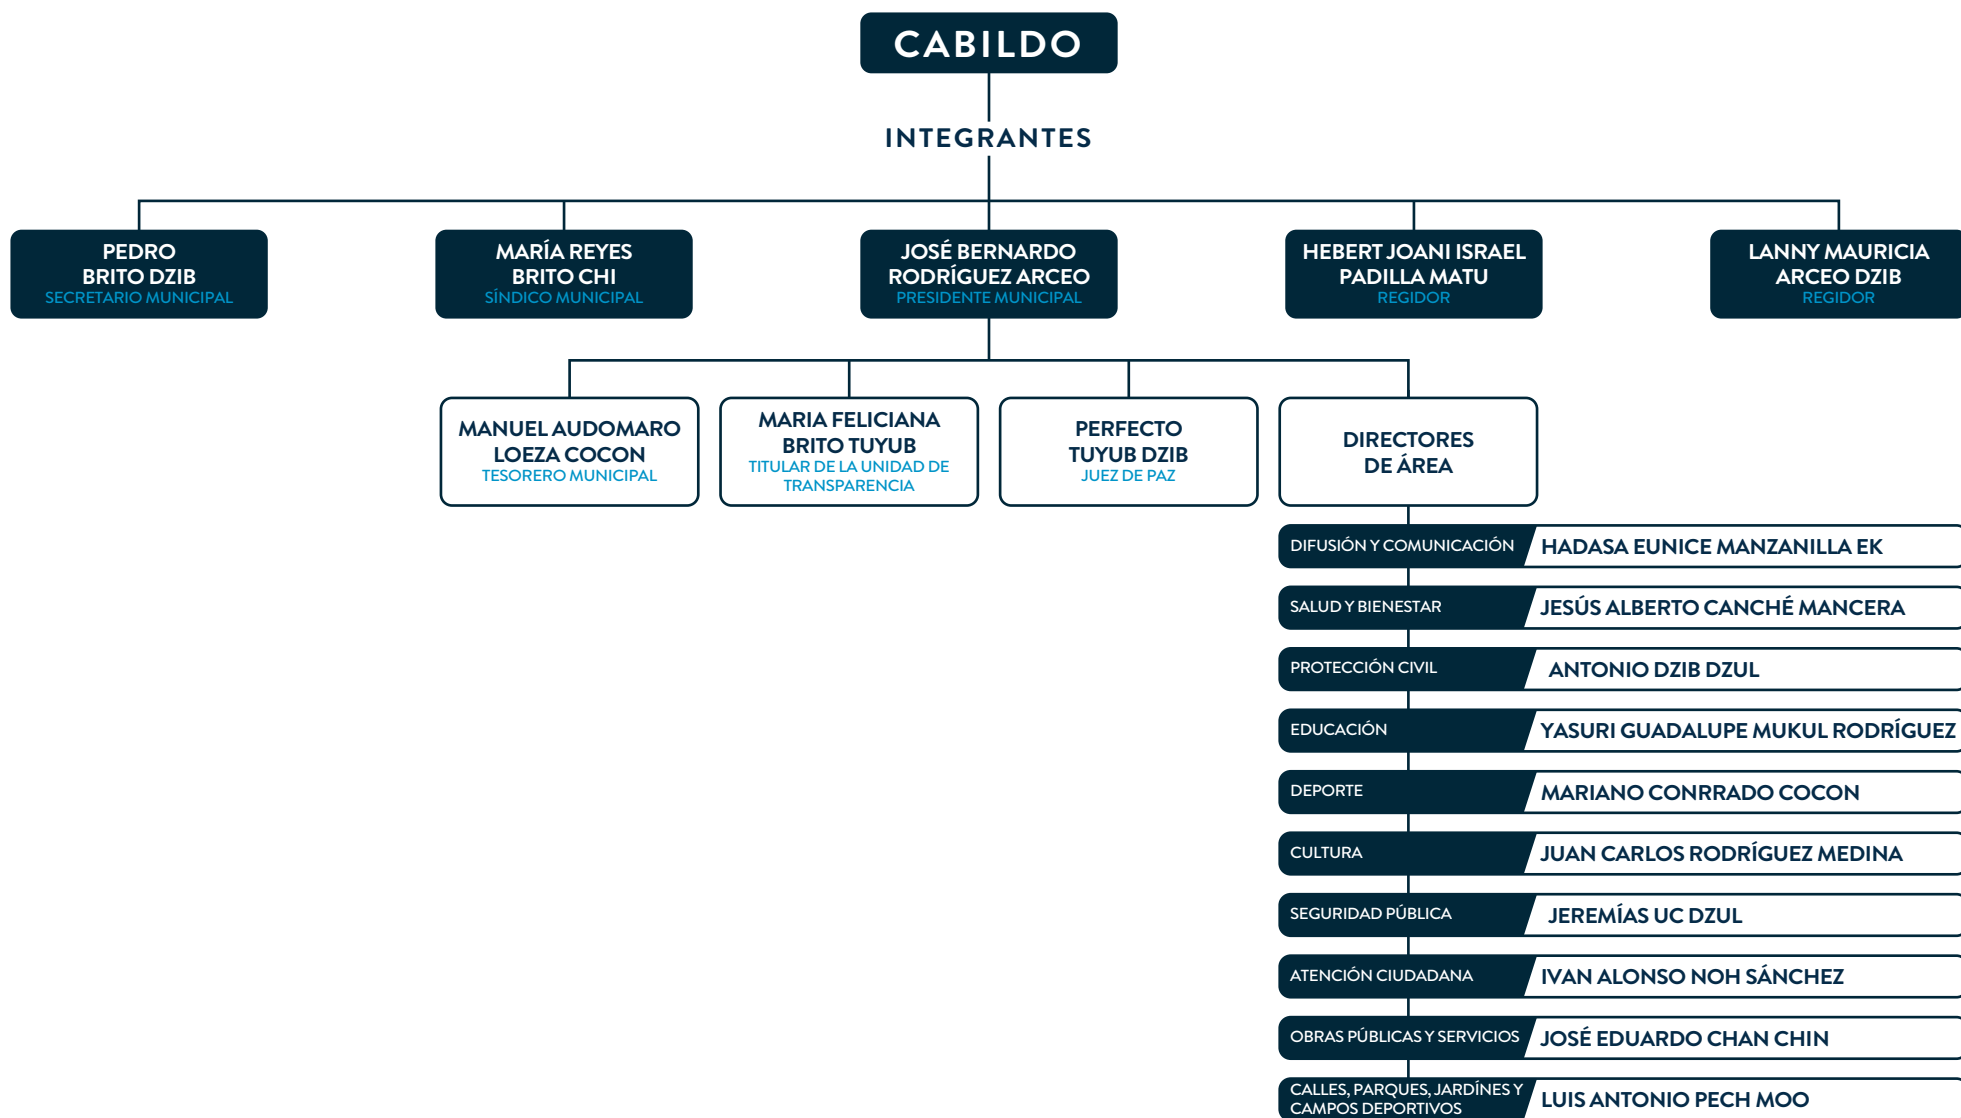 CABILDO
INTEGRANTES
PEDRO
BRITO DZIB
SECRETARIO MUNICIPAL
MARÍA REYES
BRITO CHI
SÍNDICO MUNICIPAL
JOSÉ BERNARDO
RODRÍGUEZ ARCEO
PRESIDENTE MUNICIPAL
HEBERT JOANI ISRAEL
PADILLA MATU
REGIDOR
LANNY MAURICIA
ARCEO DZIB
REGIDOR
MANUEL AUDOMARO
LOEZA COCON
TESORERO MUNICIPAL
MARIA FELICIANA
BRITO TUYUB
TITULAR DE LA UNIDAD DE
TRANSPARENCIA
PERFECTO
TUYUB DZIB
JUEZ DE PAZ
DIRECTORES
DE ÁREA
DIFUSIÓN Y COMUNICACIÓN HADASA EUNICE MANZANILLA EK
SALUD Y BIENESTAR JESÚS ALBERTO CANCHÉ MANCERA
PROTECCIÓN CIVIL ANTONIO DZIB DZUL
EDUCACIÓN YASURI GUADALUPE MUKUL RODRÍGUEZ
DEPORTE MARIANO CONRRADO COCON
CULTURA JUAN CARLOS RODRÍGUEZ MEDINA
SEGURIDAD PÚBLICA JEREMÍAS UC DZUL
ATENCIÓN CIUDADANA IVAN ALONSO NOH SÁNCHEZ
OBRAS PÚBLICAS Y SERVICIOS JOSÉ EDUARDO CHAN CHIN
CALLES, PARQUES, JARDÍNES Y
CAMPOS DEPORTIVOS
LUIS ANTONIO PECH MOO